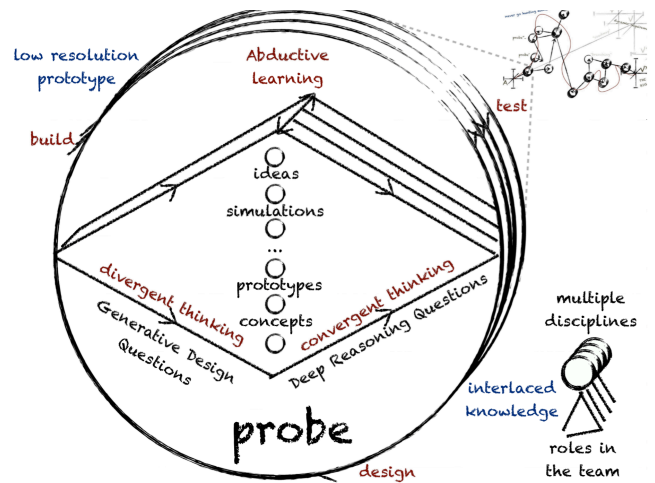 low resolution
prototype
Abductive
learning
build
test
ideas
simulations
...
prototypes
concepts
divergent thinking
convergent thinking
Generative Design
Questions
Deep Reasoning Questions
probe
design
multiple
disciplines
interlaced
knowledge
roles in
the team